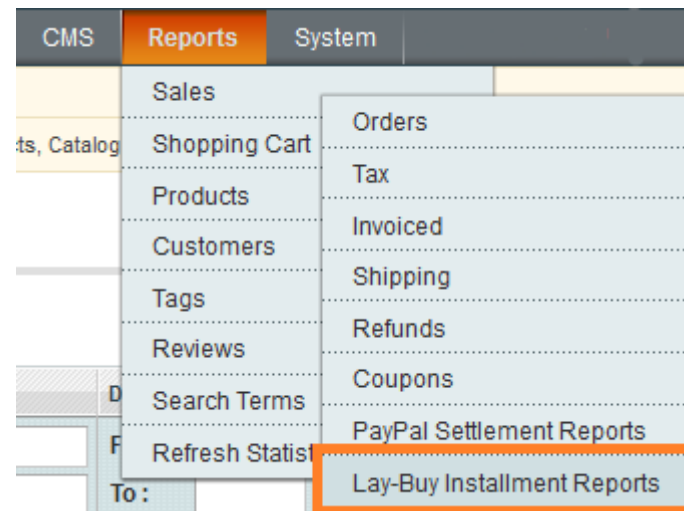 CMS
Reports
System
Sales
Shopping Cart
Products
Customers
Tags
Reviews
Search Terms
Orders
Tax
Invoiced
Shipping
Refunds
Coupons
PayPal Settlement Reports
Lay-Buy Installment Reports
Refresh
To :